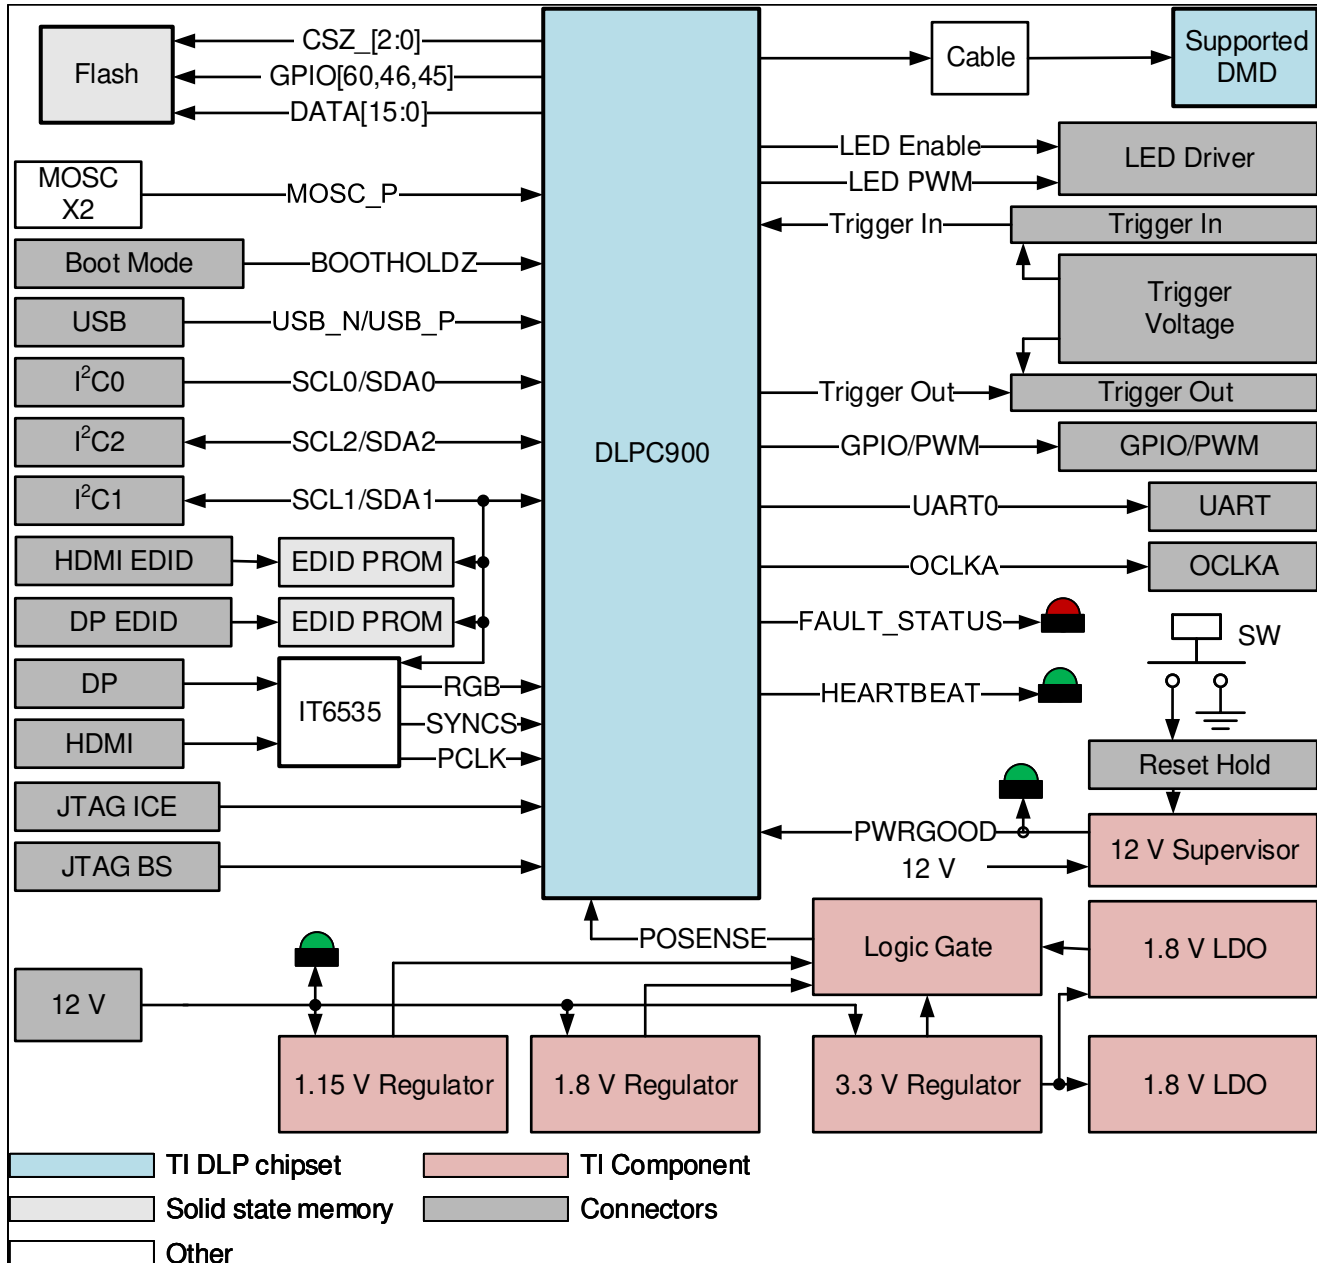 Flash
CSZ_[2:0]
GPIO[60,46,45]
DATA[15:0]
MOSC
X2
MOSC_P
Boot Mode
BOOTHOLDZ
USB
USB_N/USB_P
I²C0
SCL0/SDA0
I²C2
SCL2/SDA2
I²C1
SCL1/SDA1
HDMI EDID
EDID PROM
DP EDID
EDID PROM
DP
HDMI
IT6535
RGB
SYNCS
PCLK
JTAG ICE
JTAG BS
DLPC900
Cable
Supported
DMD
LED Enable
LED PWM
LED Driver
Trigger In
Trigger In
Trigger
Voltage
Trigger Out
Trigger Out
GPIO/PWM
GPIO/PWM
UART0
UART
OCLKA
OCLKA
FAULT_STATUS
HEARTBEAT
SW
Reset Hold
PWRGOOD
12 V
12 V Supervisor
POSENSE
Logic Gate
1.8 V LDO
12 V
1.15 V Regulator
1.8 V Regulator
3.3 V Regulator
1.8 V LDO
TI DLP chipset
TI Component
Solid state memory
Connectors
Other